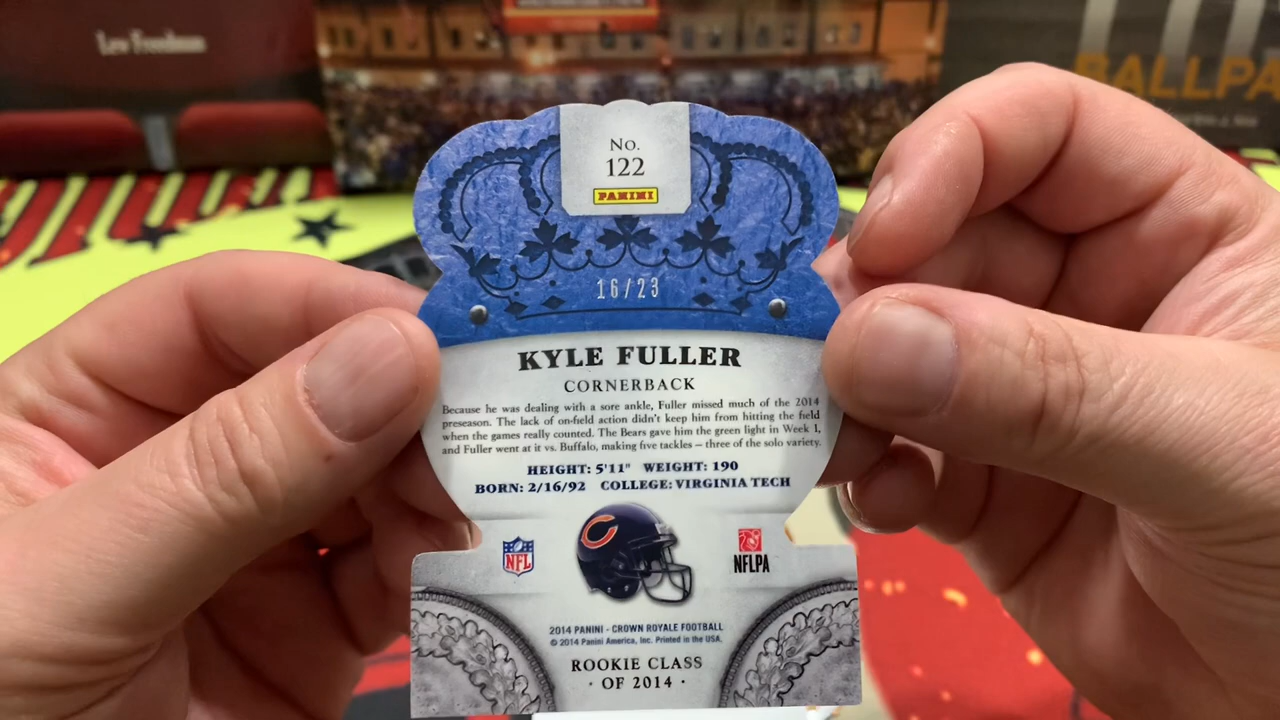 Lew Freedman
BALLPA
No.
122
PANINI
16/23
KYLE FULLER
CORNERBACK
Because he was dealing with a sore ankle, Fuller missed much of the 2014
preseason. The lack of on-field action didn't keep him from hitting the field
when the games really counted. The Bears gave him the green light in Week 1,
and Fuller went at it vs. Buffalo, making five tackles – three of the solo variety.
HEIGHT: 5'11" WEIGHT: 190
BORN: 2/16/92 COLLEGE: VIRGINIA TECH
C
NFL
NFLPA
2014 PANINI - CROWN ROYALE FOOTBALL
© 2014 Panini America, Inc. Printed in the USA.
ROOKIE CLASS
· OF 2014 ·